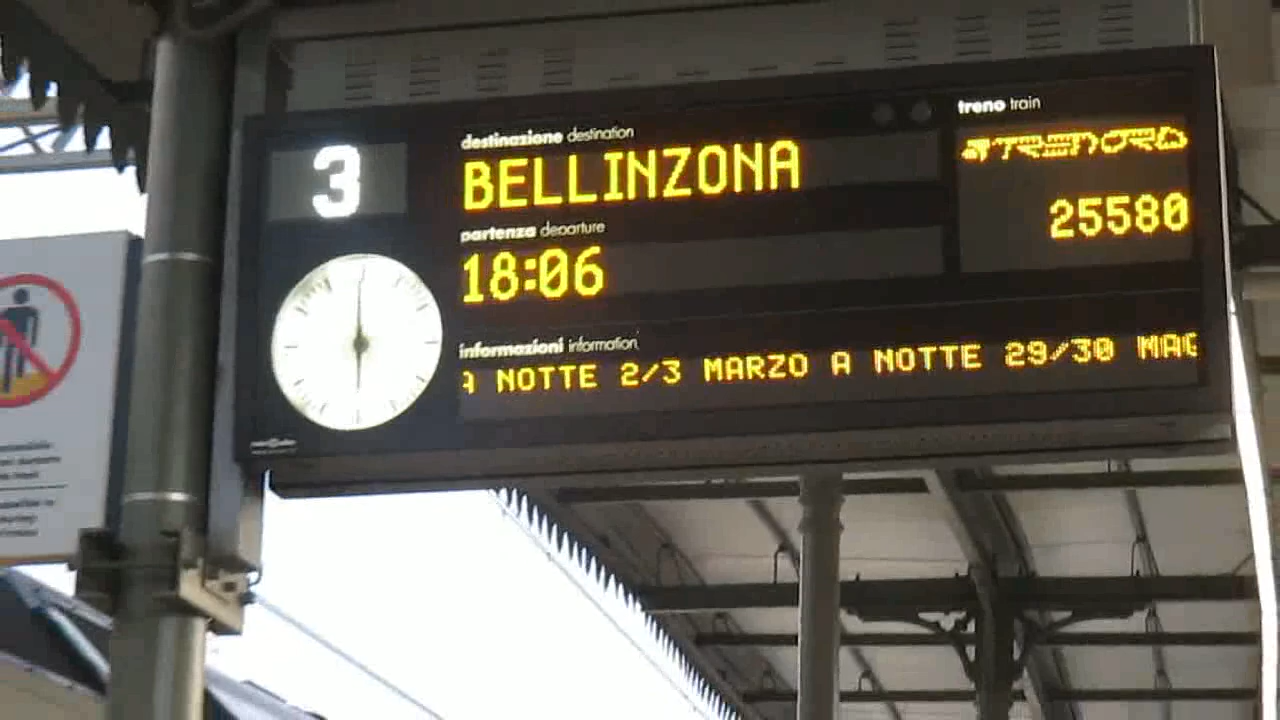 3
destinazione destination
BELLINZONA
partenza departure
18:06
treno train
TRENORD
25580
informazioni information
NOTTE 2/3 MARZO A NOTTE 29/30 MAG